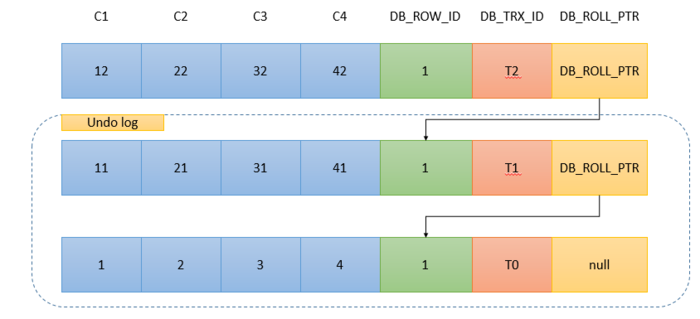 C1 C2 C3 C4 DB_ROW_ID DB_TRX_ID DB_ROLL_PTR
12 22 32 42 1 T2 DB_ROLL_PTR
Undo log
11 21 31 41 1 T1 DB_ROLL_PTR
1 2 3 4 1 T0 null